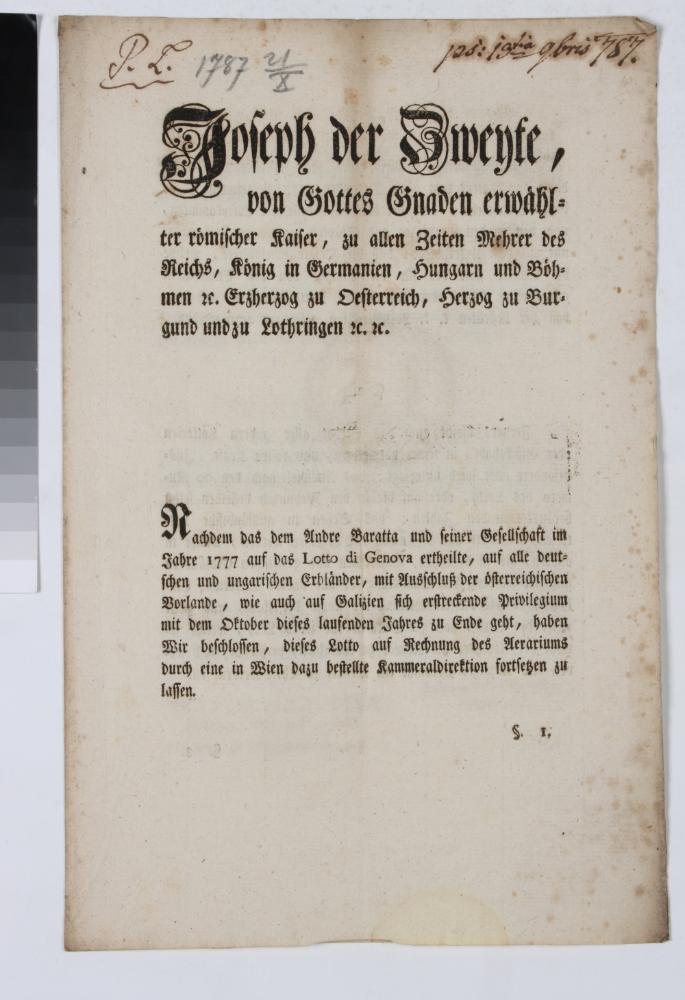 P. L. 1787 21/X
ps: 19na 9bris 787.
Joseph der Zweyte,
von Gottes Gnaden erwähl-
ter römischer Kaiser, zu allen Zeiten Mehrer des
Reichs, König in Germanien, Hungarn und Böh-
men ꝛc. Erzherzog zu Oesterreich, Herzog zu Bur-
gund und zu Lothringen ꝛc. ꝛc.
Nachdem das dem Andre Baratta und seiner Gesellschaft im
Jahre 1777 auf das Lotto di Genova ertheilte, auf alle deut-
schen und ungarischen Erbländer, mit Ausschluß der österreichischen
Vorlande, wie auch auf Galizien sich erstreckende Privilegium
mit dem Oktober dieses laufenden Jahres zu Ende geht, haben
Wir beschlossen, dieses Lotto auf Rechnung des Aerariums
durch eine in Wien dazu bestellte Kammeraldirektion fortsetzen zu
lassen.
§. 1.